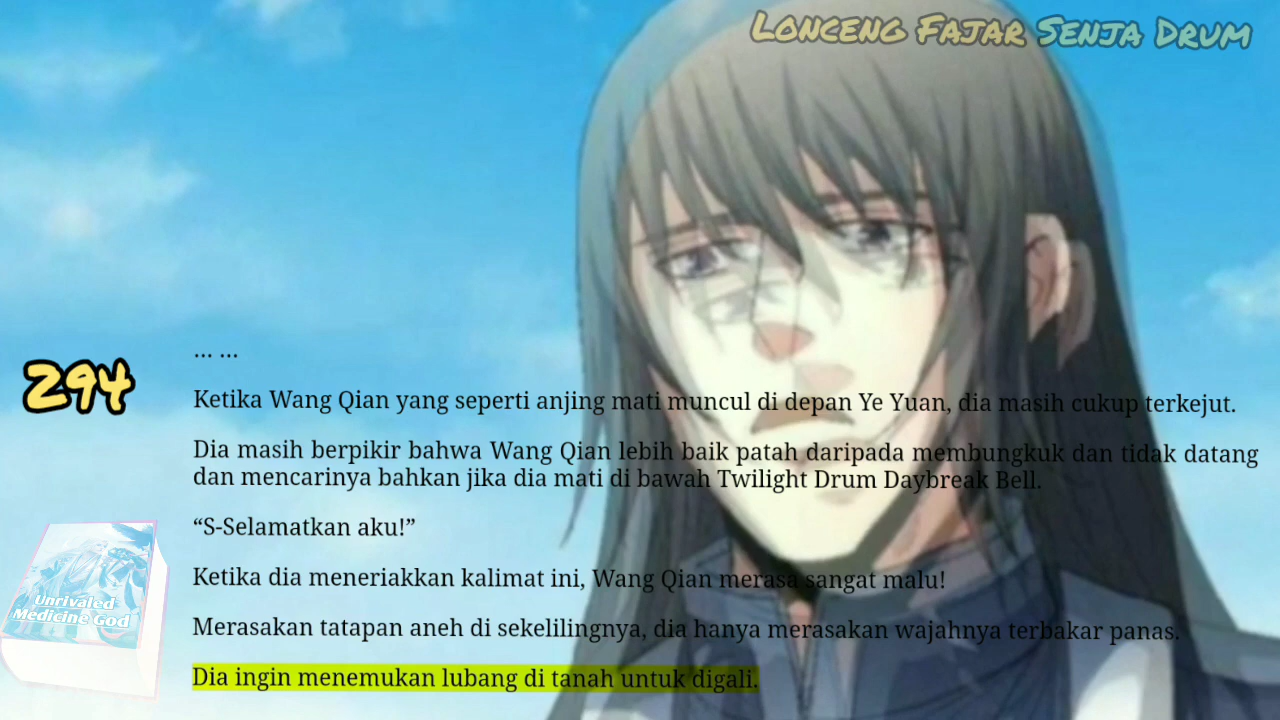 Lonceng Fajar Senja Drum
... ...
294
Ketika Wang Qian yang seperti anjing mati muncul di depan Ye Yuan, dia masih cukup terkejut.
Dia masih berpikir bahwa Wang Qian lebih baik patah daripada membungkuk dan tidak datang
dan mencarinya bahkan jika dia mati di bawah Twilight Drum Daybreak Bell.
“S-Selamatkan aku!”
Ketika dia meneriakkan kalimat ini, Wang Qian merasa sangat malu!
Unrivaled
Medicine God
Merasakan tatapan aneh di sekelilingnya, dia hanya merasakan wajahnya terbakar panas.
Dia ingin menemukan lubang di tanah untuk digali.